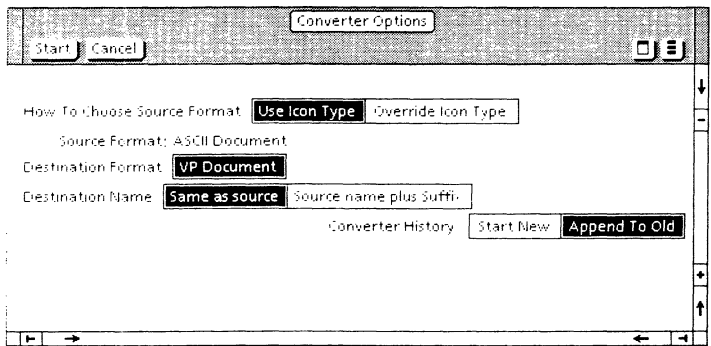 Converter Options
Start Cancel
How To Choose Source Format Use Icon Type Override Icon Type
Source Format: ASCII Document
Destination Format VP Document
Destination Name Same as source Source name plus Suffix
Converter History Start New Append To Old